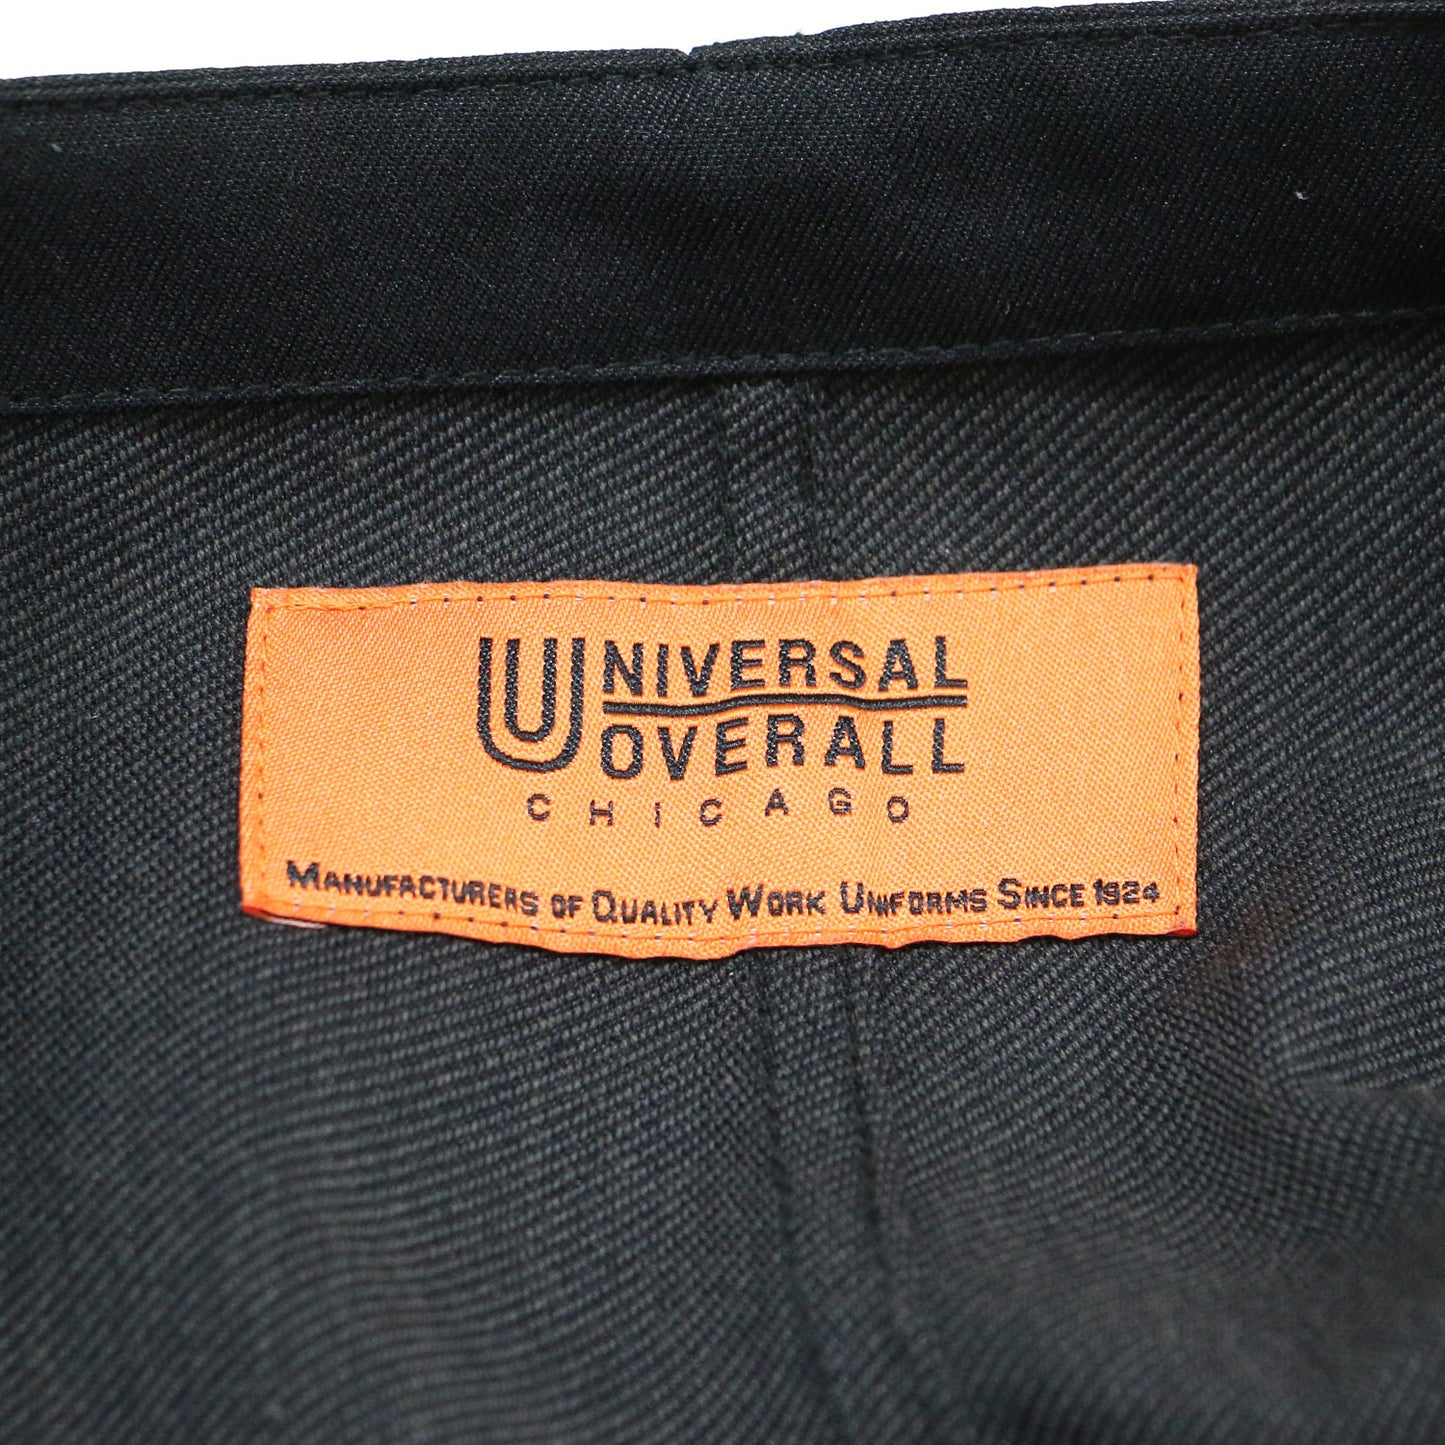 UNIVERSAL
OVERALL
CHICAGO
MANUFACTURERS OF QUALITY WORK UNIFORMS SINCE 1924